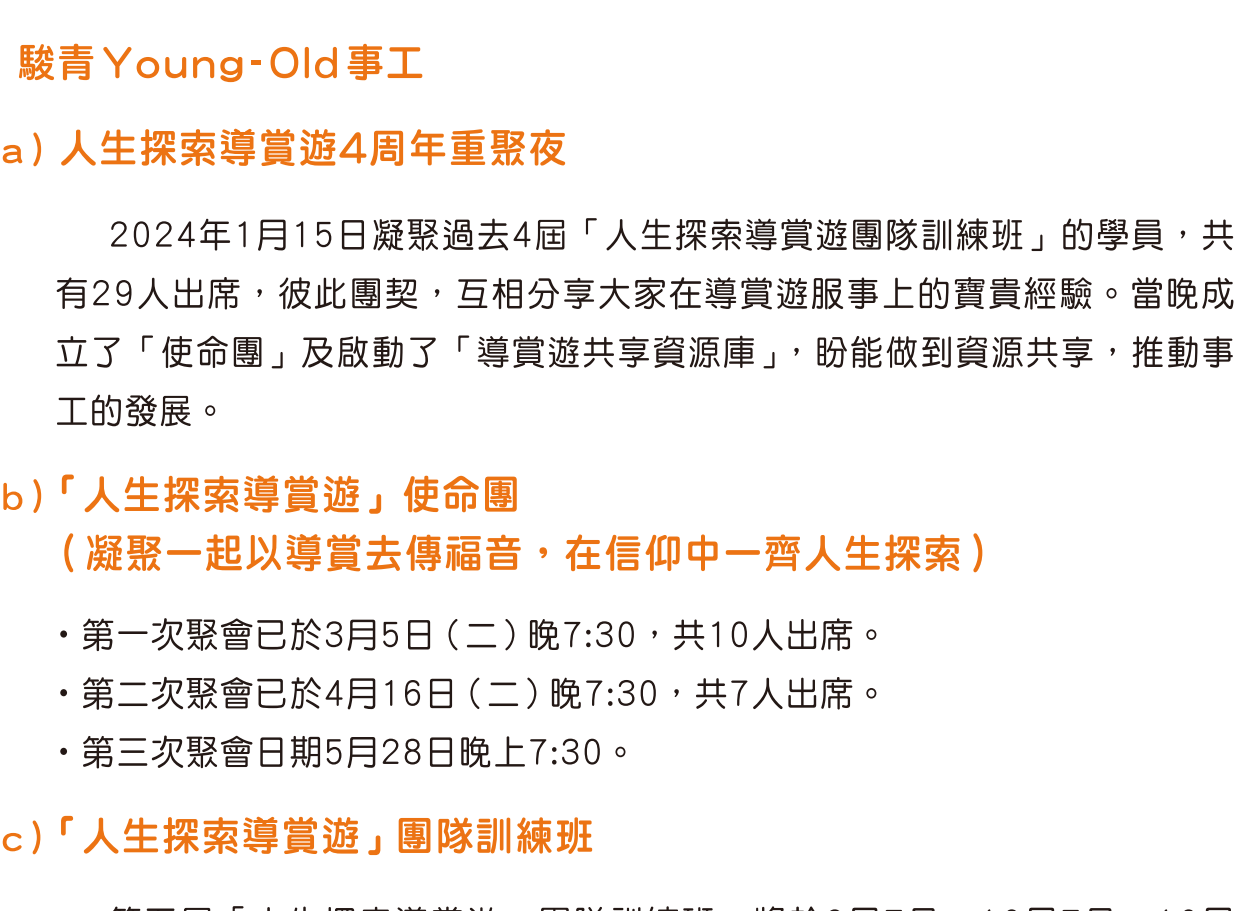 駿青Young-Old事工
a) 人生探索導賞遊4周年重聚夜
2024年1月15日凝聚過去4屆「人生探索導賞遊團隊訓練班」的學員，共
有29人出席，彼此團契，互相分享大家在導賞遊服事上的寶貴經驗。當晚成
立了「使命團」及啟動了「導賞遊共享資源庫」，盼能做到資源共享，推動事
工的發展。
b)「人生探索導賞遊」使命團
（凝聚一起以導賞去傳福音，在信仰中一齊人生探索）
・第一次聚會已於3月5日（二）晚7:30，共10人出席。
・第二次聚會已於4月16日（二）晚7:30，共7人出席。
・第三次聚會日期5月28日晚上7:30。
c)「人生探索導賞遊」團隊訓練班